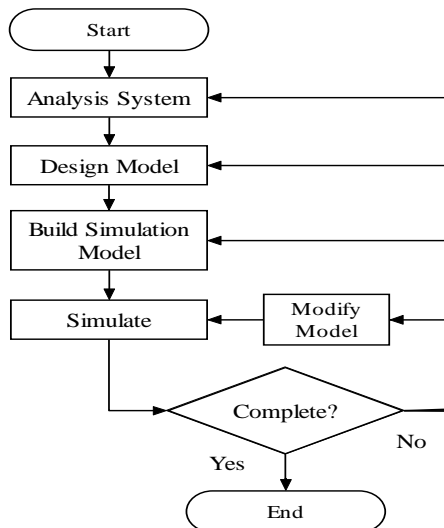 Start
Analysis System
Design Model
Build Simulation
Model
Simulate
Modify
Model
Complete?
No
Yes
End